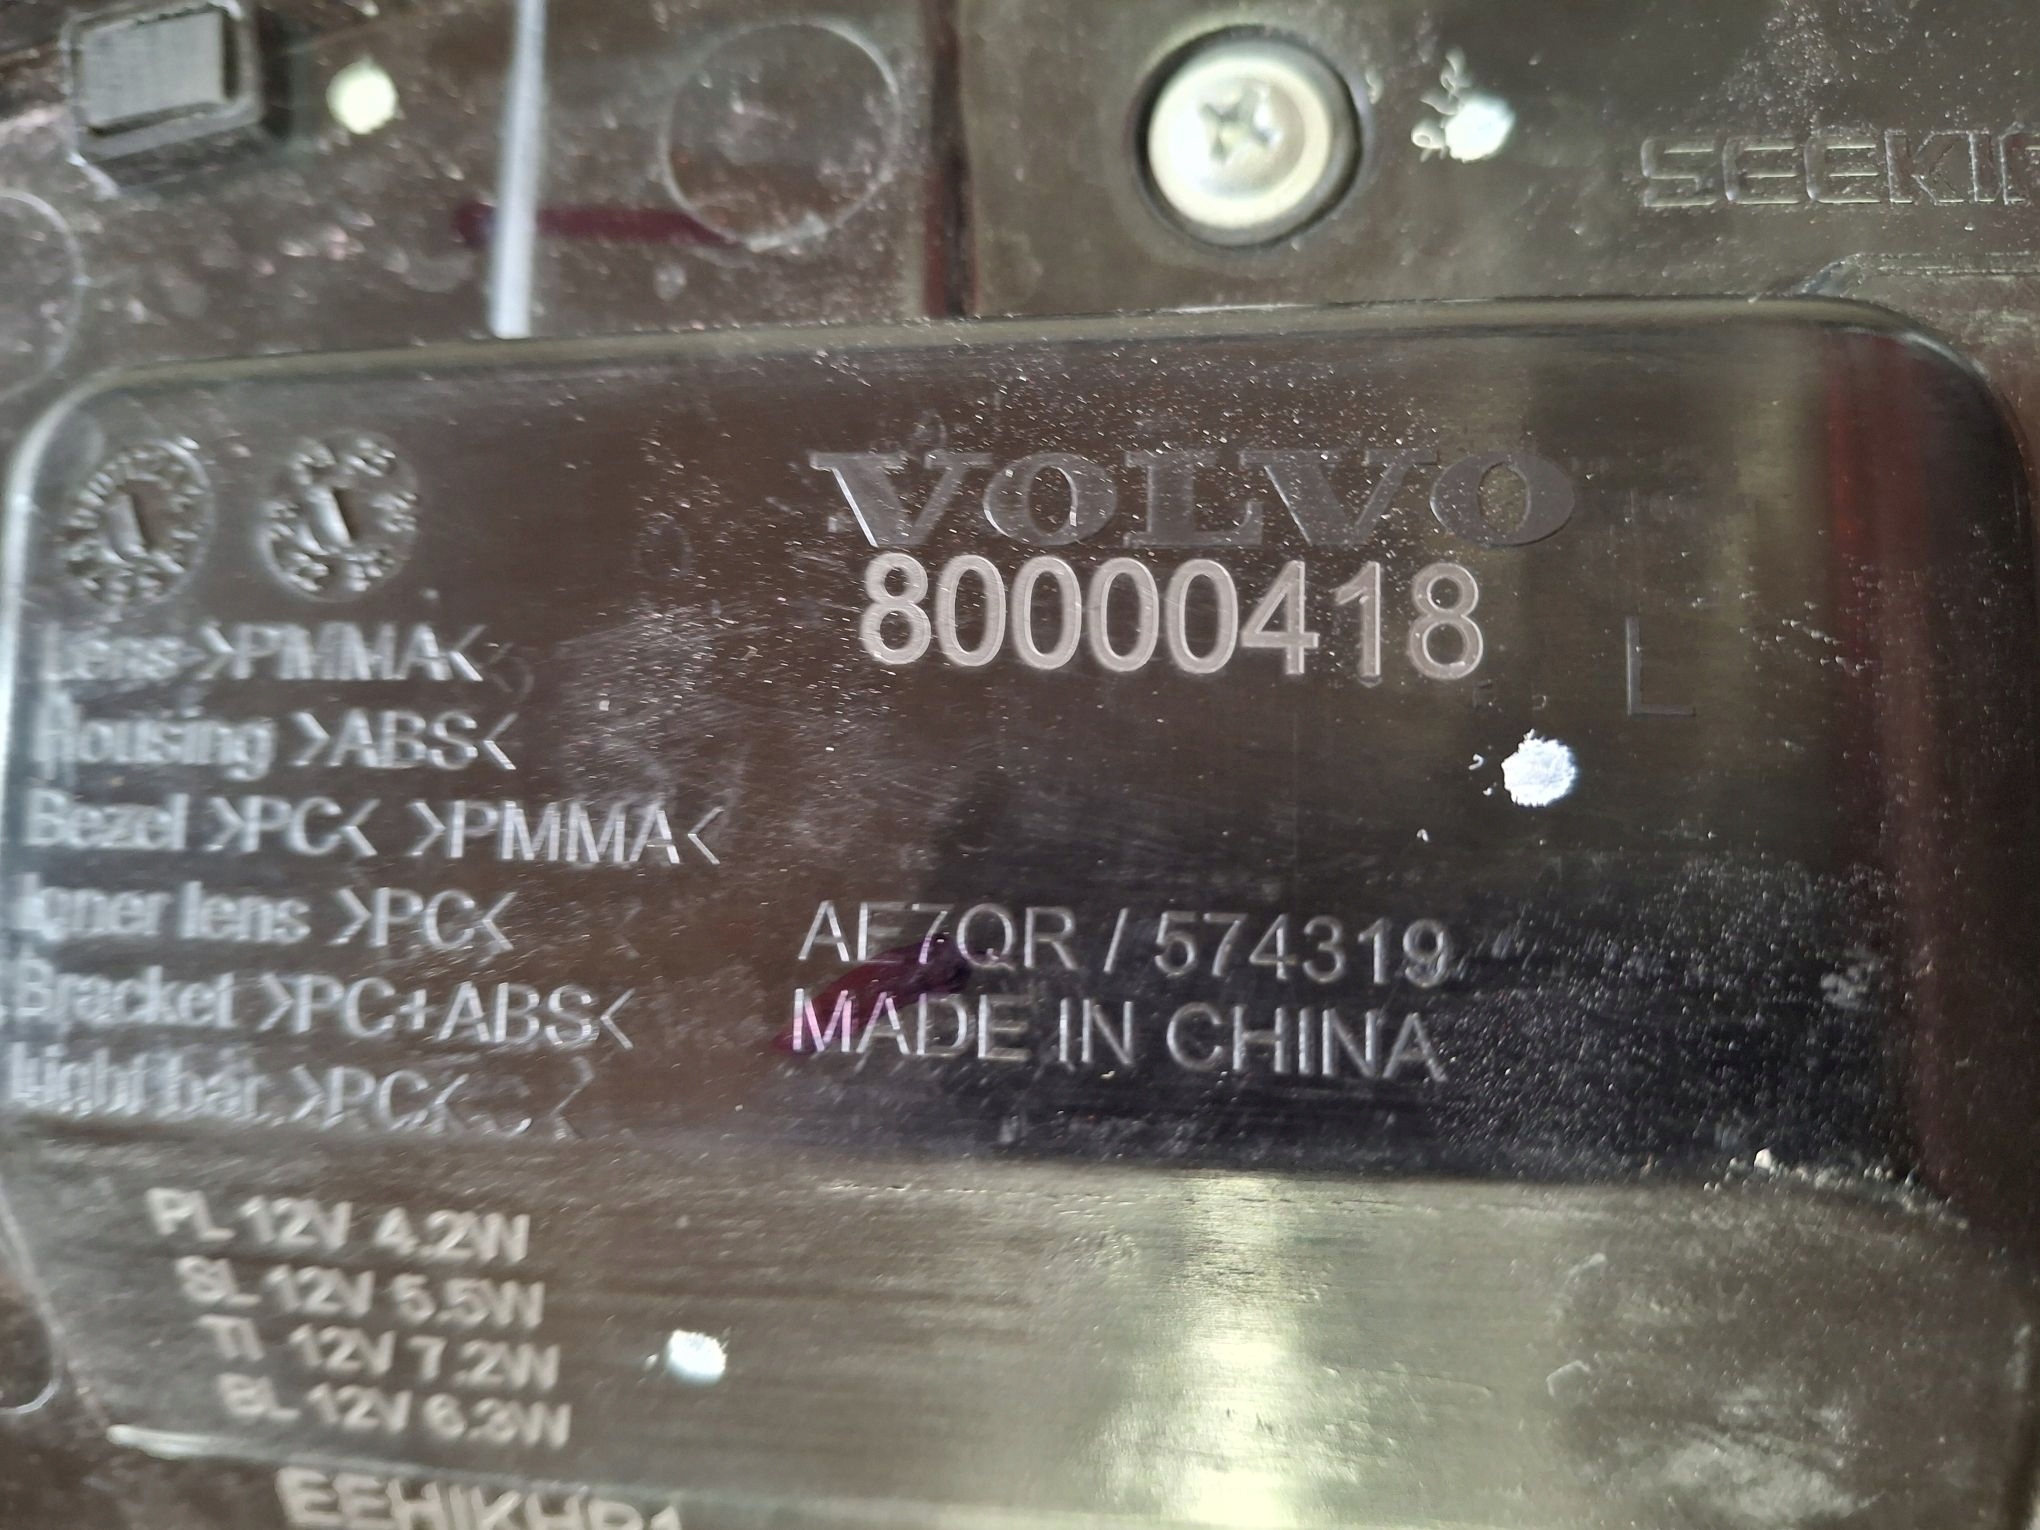 VOLVO
80000418
L
Lens >PMMA<
Housing >ABS<
Bezel >PC< >PMMA<
Inner lens >PC<
Bracket >PC+ABS<
Light bar >PC<
AE7QR / 574319
MADE IN CHINA
PL 12V 4.2W
SL 12V 5.5W
TI 12V 7.2W
BL 12V 6.3W